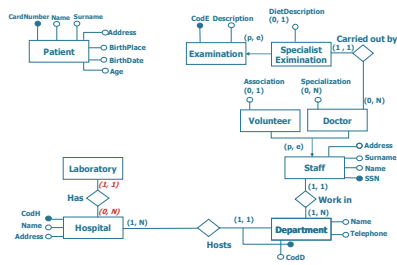 CardNumber Name Surname
Address
Patient
BirthPlace
BirthDate
Age
DietDescription
(0, 1)
CodE Description
(p, e)
Examination
Specialist
Eximination
(1, 1)
Carried out by
Association
(0, 1)
Specialization
(0, N)
(0, N)
Volunteer
Doctor
(p, e)
Address
Staff
Surname
Name
SSN
(1, 1)
Work in
(1, N)
Laboratory
(1, 1)
Has
(0, N)
CodH
Name
Address
Hospital
(1, N)
Hosts
(1, 1)
Department
Name
Telephone
CodD